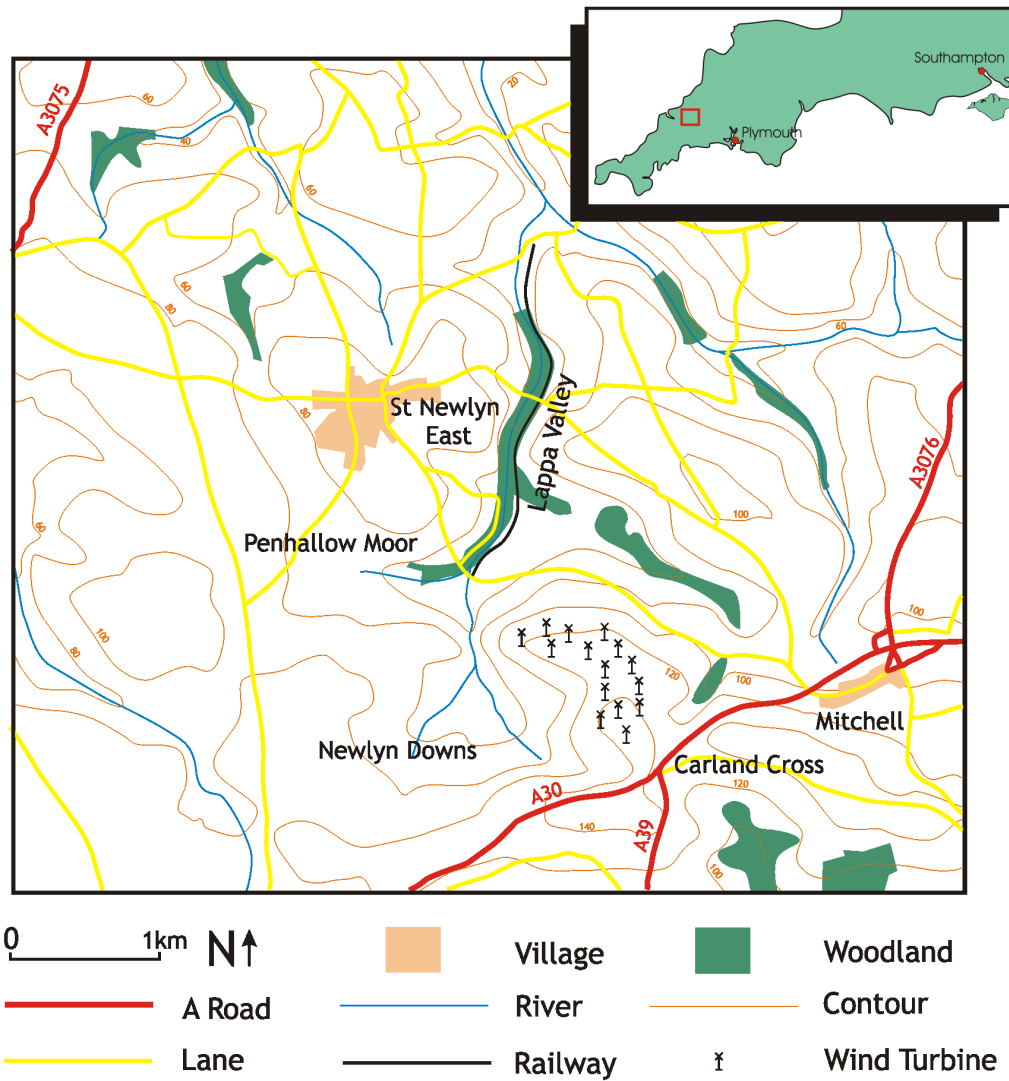 Southampton
Plymouth
A3075
60
20
40
60
80
60
80
St Newlyn
East
Lappa Valley
A3076
60
100
Penhallow Moor
100
80
100
120
100
Mitchell
Newlyn Downs
Carland Cross
A30
120
140
A39
100
0 1km N
Village
Woodland
A Road
River
Contour
Lane
Railway
Wind Turbine